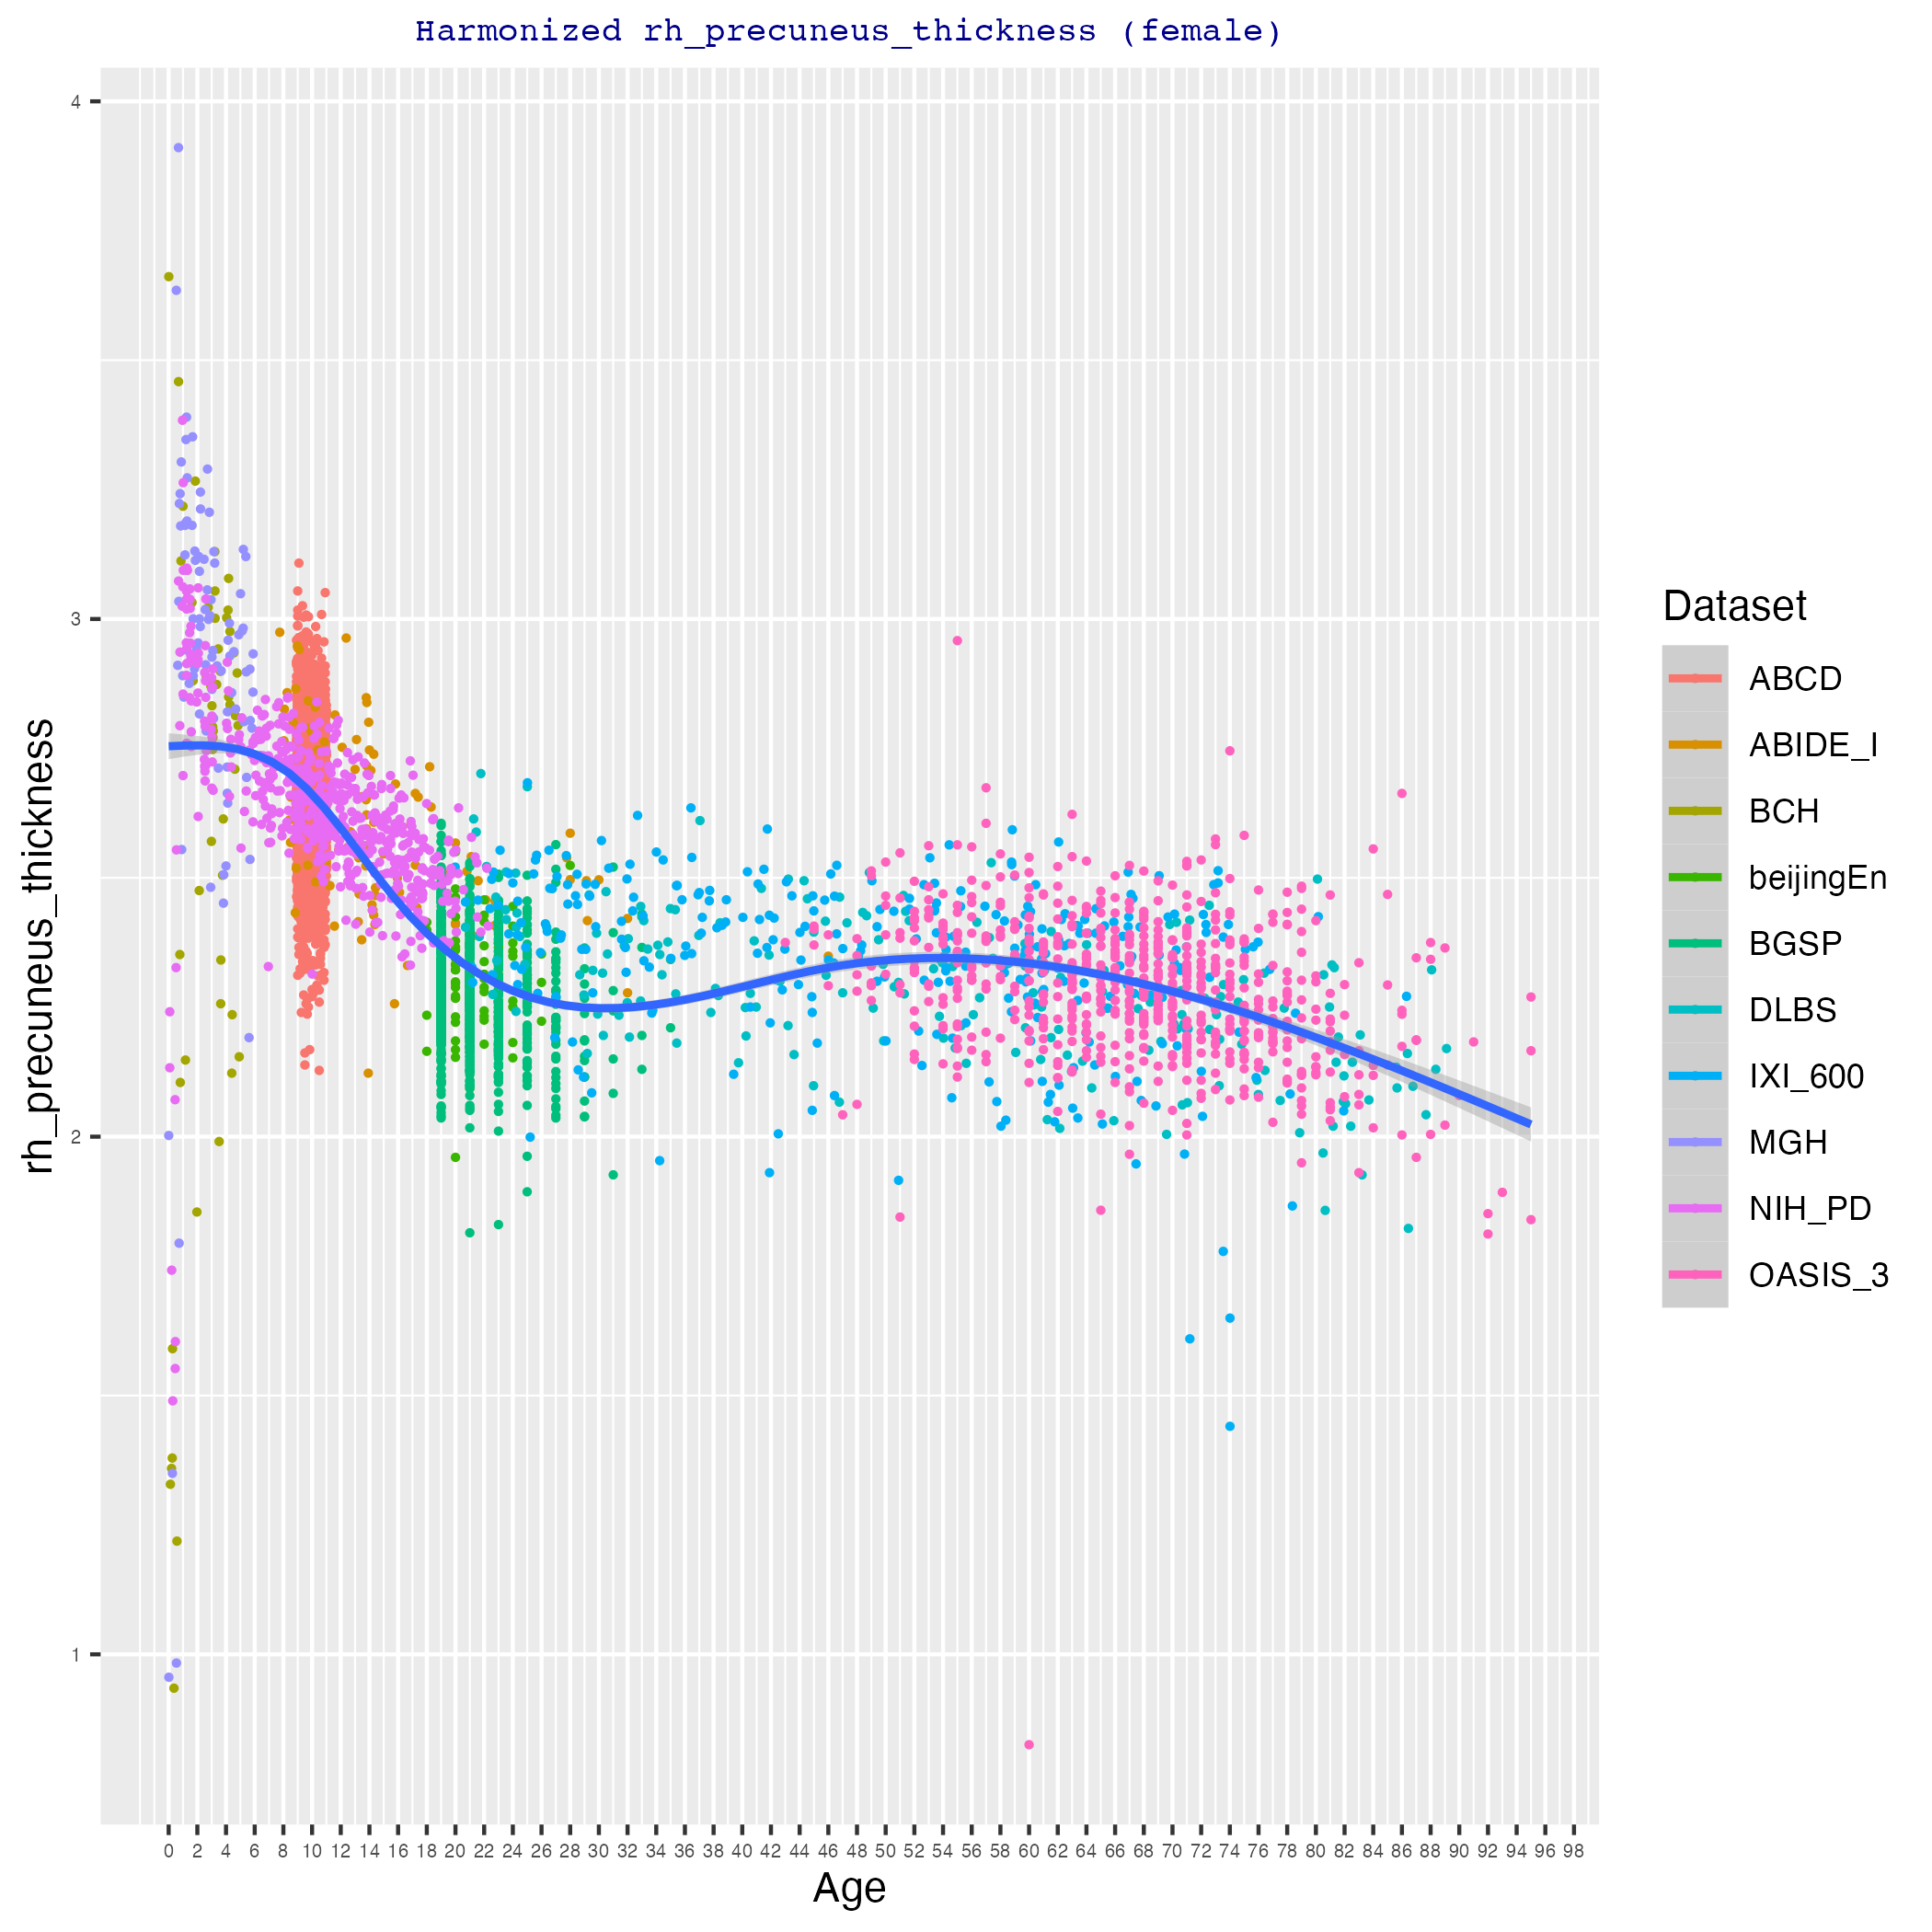 Harmonized rh_precuneus_thickness (female)
rh_precuneus_thickness
4
3
2
1
0 2 4 6 8 10 12 14 16 18 20 22 24 26 28 30 32 34 36 38 40 42 44 46 48 50 52 54 56 58 60 62 64 66 68 70 72 74 76 78 80 82 84 86 88 90 92 94 96 98
Age
Dataset
ABCD
ABIDE_I
BCH
beijingEn
BGSP
DLBS
IXI_600
MGH
NIH_PD
OASIS_3